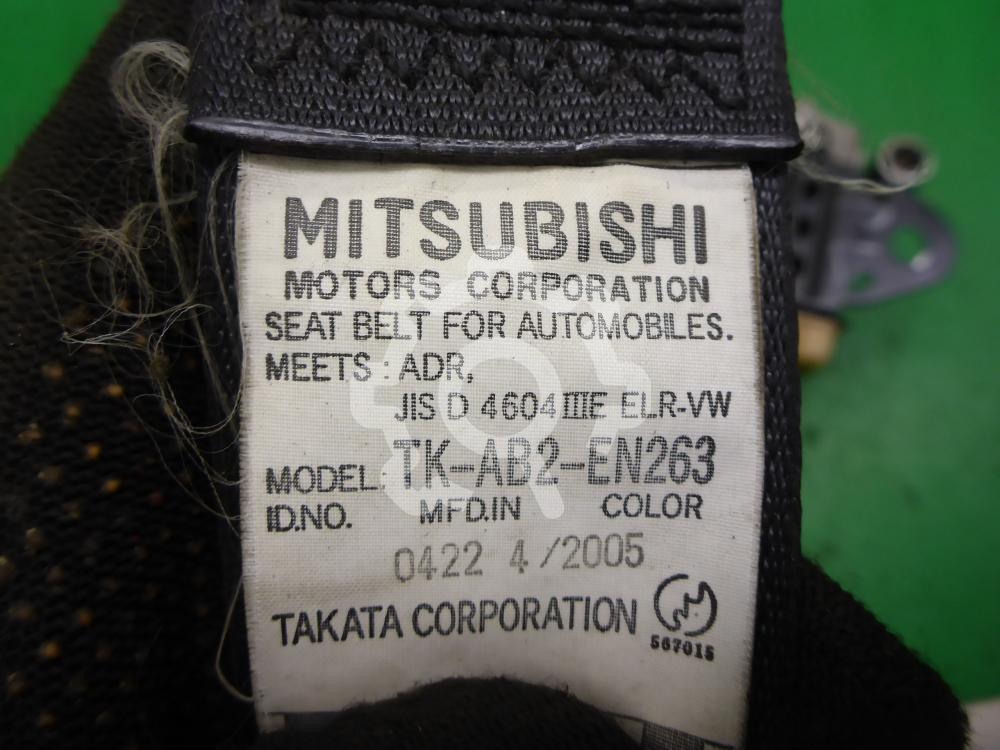 MITSUBISHI
MOTORS CORPORATION
SEAT BELT FOR AUTOMOBILES.
MEETS : ADR,
JIS D 4604 IIIE ELR-VW
MODEL. TK-AB2-EN263
ID.NO. MFD.IN COLOR
0422 4/2005
TAKATA CORPORATION
567015